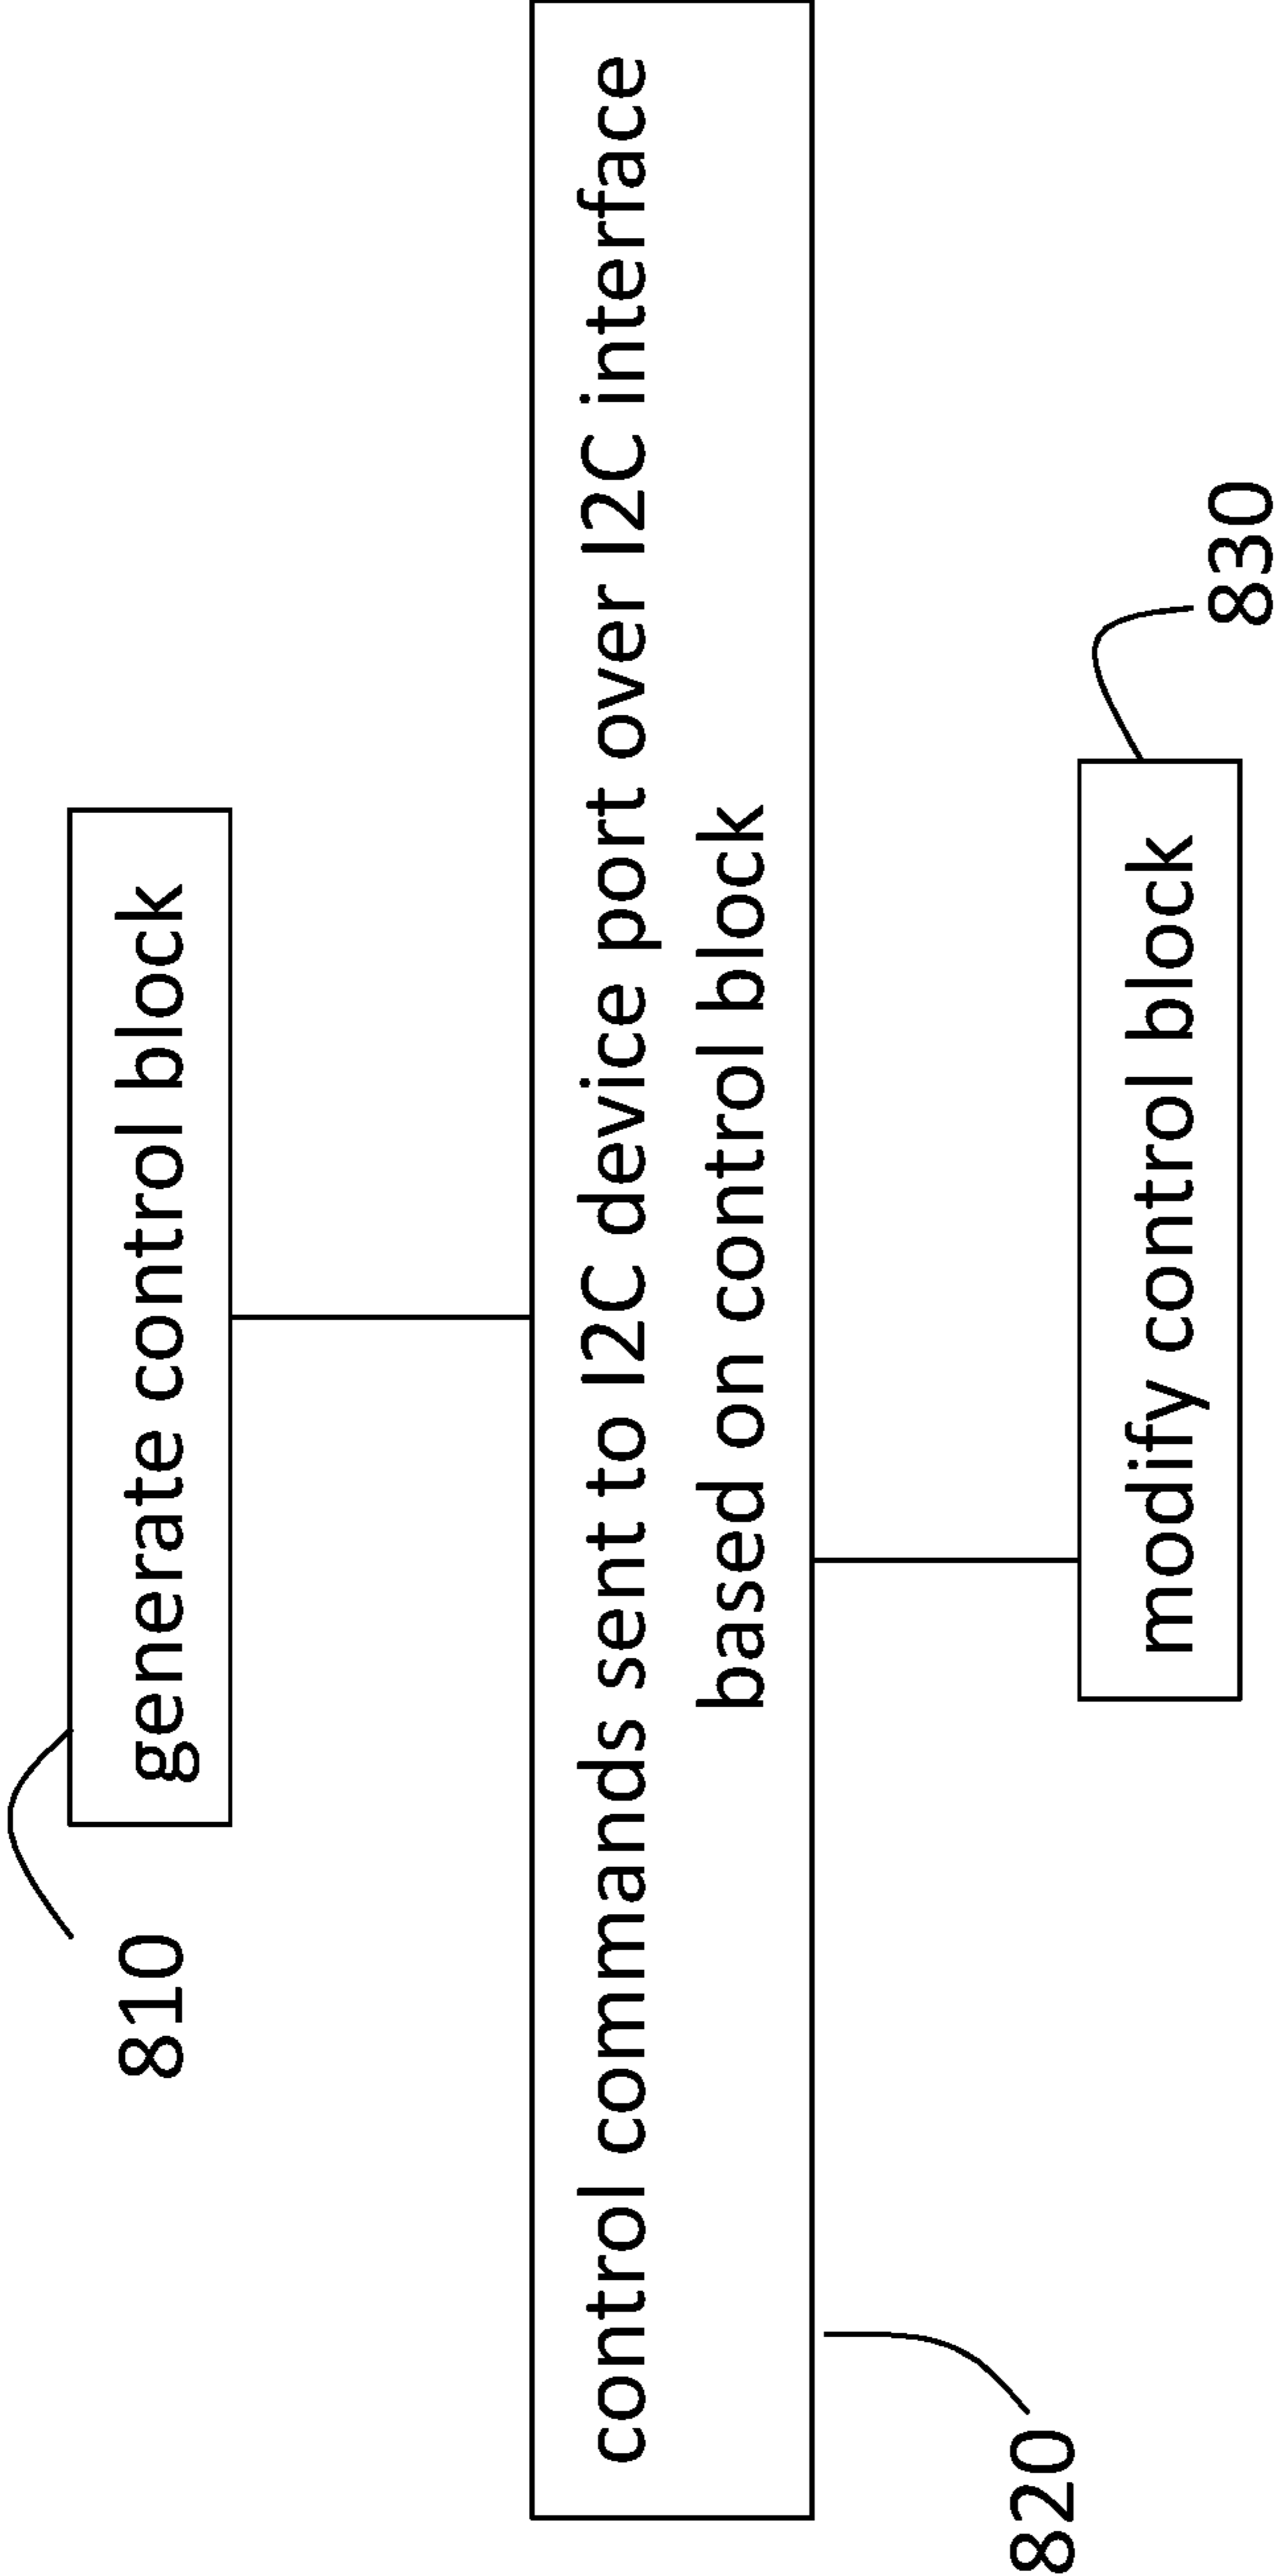 810
generate control block
control commands sent to I2C device port over I2C interface
based on control block
820
modify control block
830